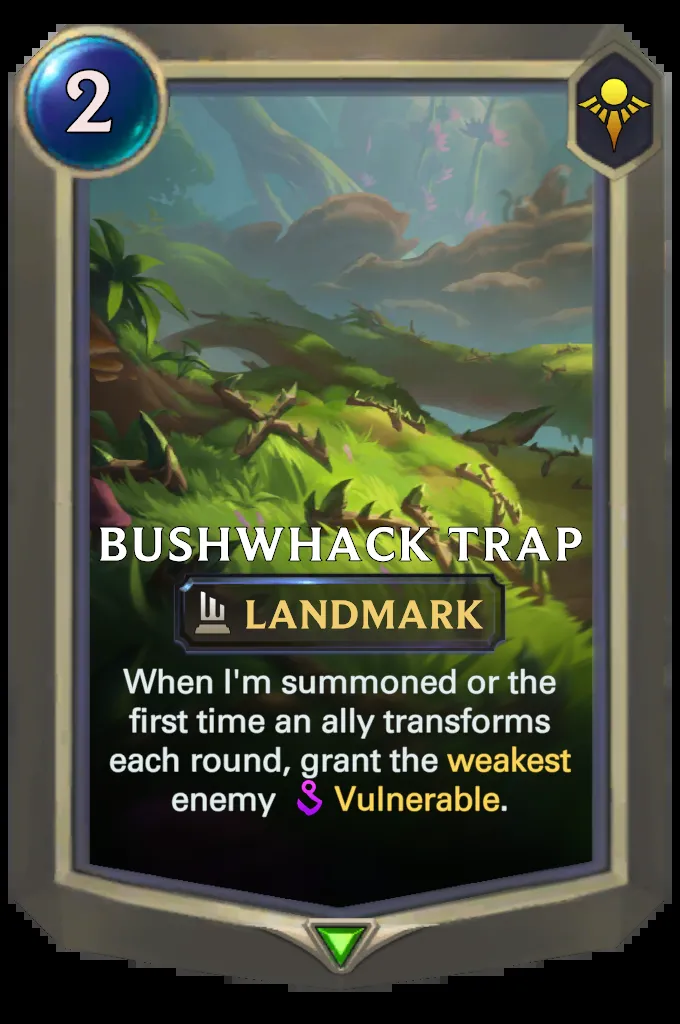 2
BUSHWHACK TRAP
LANDMARK
When I'm summoned or the
first time an ally transforms
each round, grant the weakest
enemy Vulnerable.